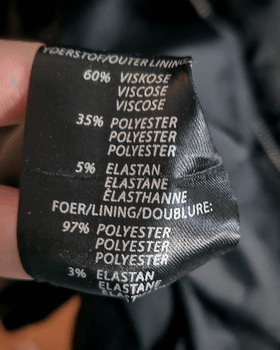 YDERSTOF/OUTER LINING
60% VISKOSE
VISCOSE
VISCOSE
35% POLYESTER
POLYESTER
POLYESTER
5% ELASTAN
ELASTANE
ÉLASTHANNE
FOER/LINING/DOUBLURE:
97% POLYESTER
POLYESTER
POLYESTER
3% ELASTAN
ELASTANE